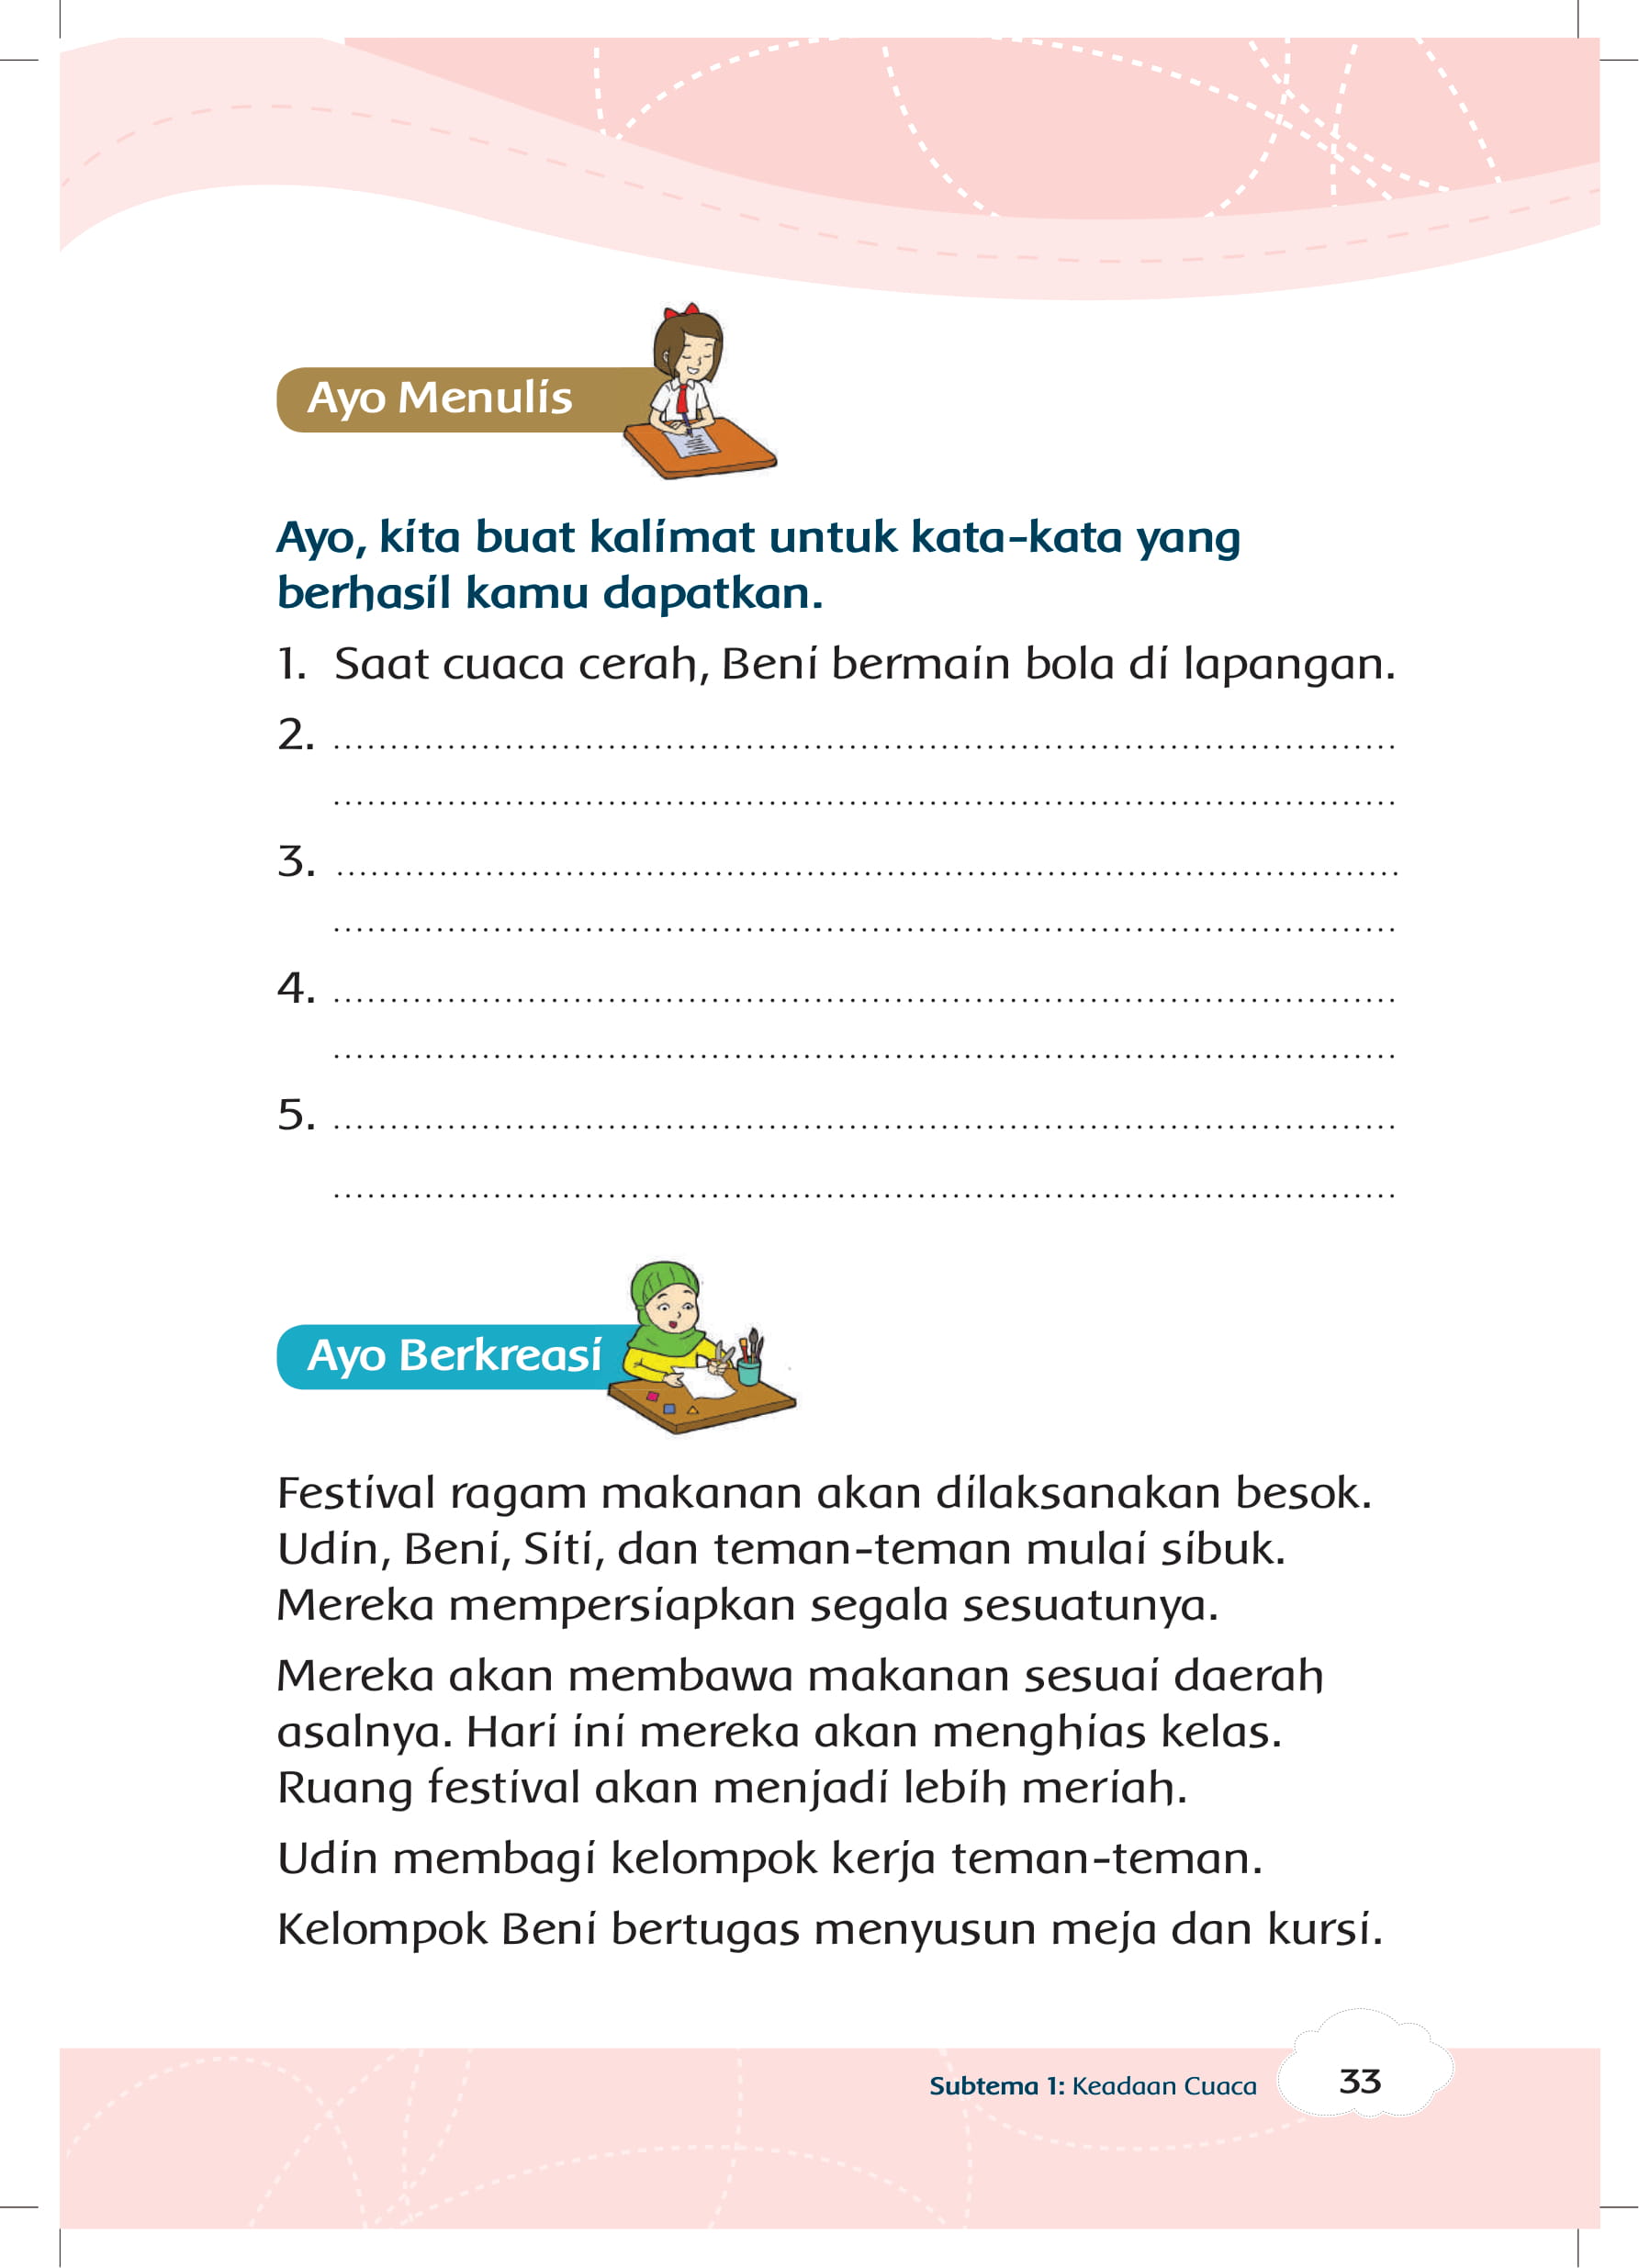 Ayo Menulis
Ayo, kita buat kalimat untuk kata-kata yang
berhasil kamu dapatkan.
1. Saat cuaca cerah, Beni bermain bola di lapangan.
2. ..........................................................................................
..........................................................................................
3. ..........................................................................................
..........................................................................................
4. ..........................................................................................
..........................................................................................
5. ..........................................................................................
..........................................................................................
Ayo Berkreasi
Festival ragam makanan akan dilaksanakan besok.
Udin, Beni, Siti, dan teman-teman mulai sibuk.
Mereka mempersiapkan segala sesuatunya.
Mereka akan membawa makanan sesuai daerah
asalnya. Hari ini mereka akan menghias kelas.
Ruang festival akan menjadi lebih meriah.
Udin membagi kelompok kerja teman-teman.
Kelompok Beni bertugas menyusun meja dan kursi.
Subtema 1: Keadaan Cuaca
33